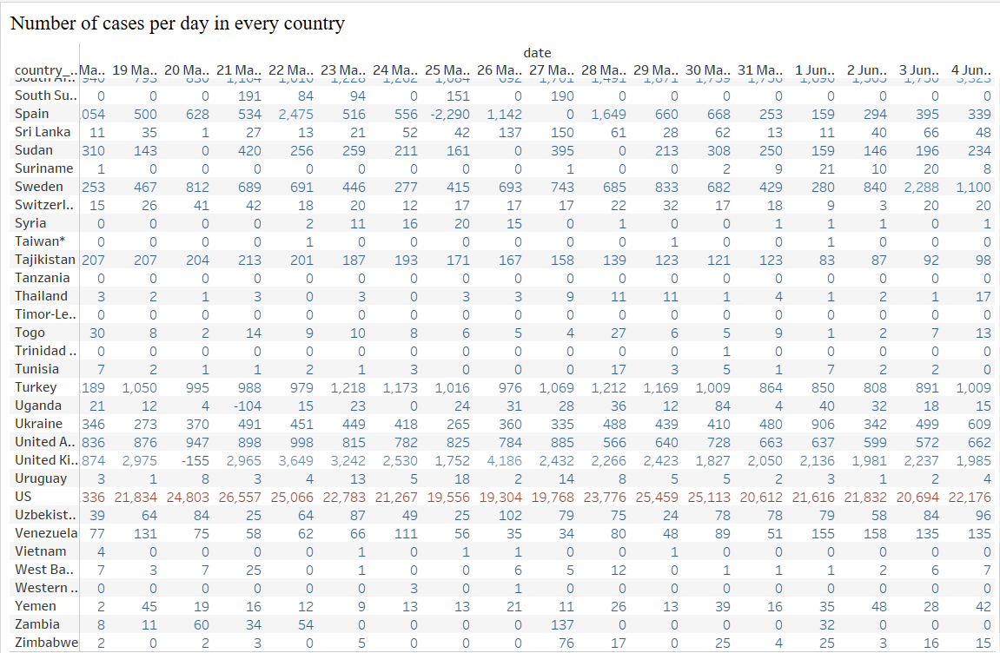 Number of cases per day in every country
date
country_.. Ma.. 19 Ma.. 20 Ma.. 21 Ma.. 22 Ma.. 23 Ma.. 24 Ma.. 25 Ma.. 26 Ma.. 27 Ma.. 28 Ma.. 29 Ma.. 30 Ma.. 31 Ma.. 1 Jun.. 2 Jun.. 3 Jun.. 4 Jun..
South Su.. 0 0 0 191 84 94 0 151 0 190 0 0 0 0 0 0 0 0
Spain 054 500 628 534 2,475 516 556 -2,290 1,142 0 1,649 660 668 253 159 294 395 339
Sri Lanka 11 35 1 27 13 21 52 42 137 150 61 28 62 13 11 40 66 48
Sudan 310 143 0 420 256 259 211 161 0 395 0 213 308 250 159 146 196 234
Suriname 1 0 0 0 0 0 0 0 0 1 0 0 2 9 21 10 20 8
Sweden 253 467 812 689 691 446 277 415 693 743 685 833 682 429 280 840 2,288 1,100
Switzerl.. 15 26 41 42 18 20 12 17 17 17 22 32 17 18 9 3 20 20
Syria 0 0 0 0 2 11 16 20 15 0 1 0 0 1 1 1 0 1
Taiwan* 0 0 0 0 1 0 0 0 0 0 0 1 0 0 1 0 0 0
Tajikistan 207 207 204 213 201 187 193 171 167 158 139 123 121 123 83 87 92 98
Tanzania 0 0 0 0 0 0 0 0 0 0 0 0 0 0 0 0 0 0
Thailand 3 2 1 3 0 3 0 3 3 9 11 11 1 4 1 2 1 17
Timor-Le.. 0 0 0 0 0 0 0 0 0 0 0 0 0 0 0 0 0 0
Togo 30 8 2 14 9 10 8 6 5 4 27 6 5 9 1 2 7 13
Trinidad .. 0 0 0 0 0 0 0 0 0 0 0 0 1 0 0 0 0 0
Tunisia 7 2 1 1 2 1 3 0 0 0 17 3 5 1 7 2 2 0
Turkey 189 1,050 995 988 979 1,218 1,173 1,016 976 1,069 1,212 1,169 1,009 864 850 808 891 1,009
Uganda 21 12 4 -104 15 23 0 24 31 28 36 12 84 4 40 32 18 15
Ukraine 346 273 370 491 451 449 418 265 360 335 488 439 410 480 906 342 499 609
United A.. 836 876 947 898 998 815 782 825 784 885 566 640 728 663 637 599 572 662
United Ki.. 874 2,975 -155 2,965 3,649 3,242 2,530 1,752 4,186 2,432 2,266 2,423 1,827 2,050 2,136 1,981 2,237 1,985
Uruguay 3 1 8 3 4 13 5 18 2 14 8 5 5 2 3 1 2 4
US 336 21,834 24,803 26,557 25,066 22,783 21,267 19,556 19,304 19,768 23,776 25,459 25,113 20,612 21,616 21,832 20,694 22,176
Uzbekist.. 39 64 84 25 64 87 49 25 102 79 75 24 78 78 79 58 84 96
Venezuela 77 131 75 58 62 66 111 56 35 34 80 48 89 51 155 158 135 135
Vietnam 4 0 0 0 0 1 0 1 1 0 0 1 0 0 0 0 0 0
West Ba.. 7 3 7 25 0 1 0 0 6 5 12 0 1 1 1 2 6 7
Western .. 0 0 0 0 0 0 3 0 1 0 0 0 0 0 0 0 0 0
Yemen 2 45 19 16 12 9 13 13 21 11 26 13 39 16 35 48 28 42
Zambia 8 11 60 34 54 0 0 0 0 137 0 0 0 0 32 0 0 0
Zimbabwe 2 0 2 3 0 5 0 0 0 76 17 0 25 4 25 3 16 15